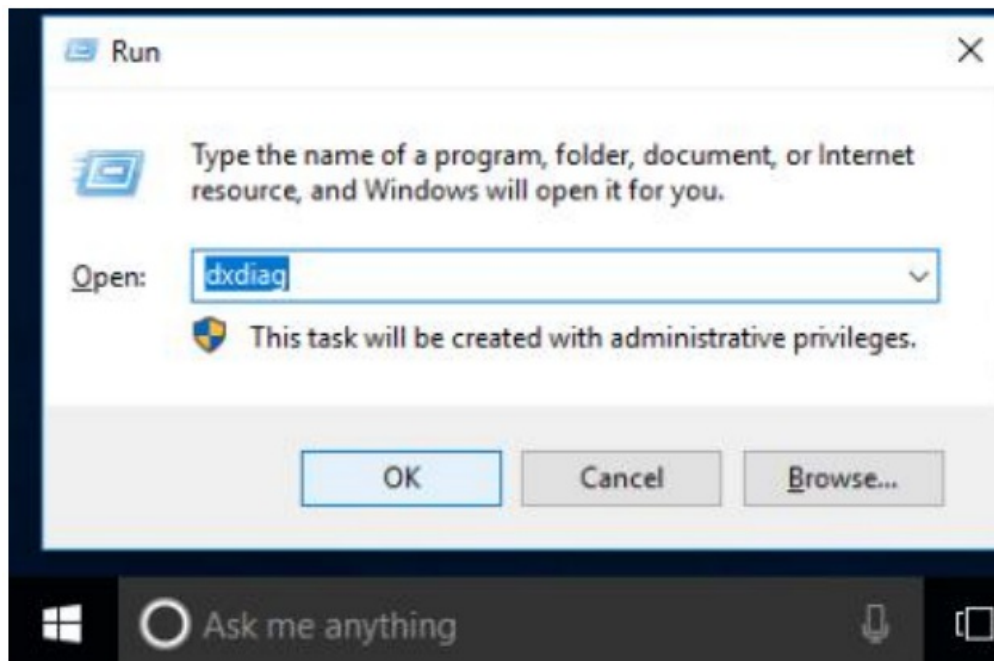 Run
Type the name of a program, folder, document, or Internet
resource, and Windows will open it for you.
Open: dxdiag
This task will be created with administrative privileges.
OK Cancel Browse...
Ask me anything